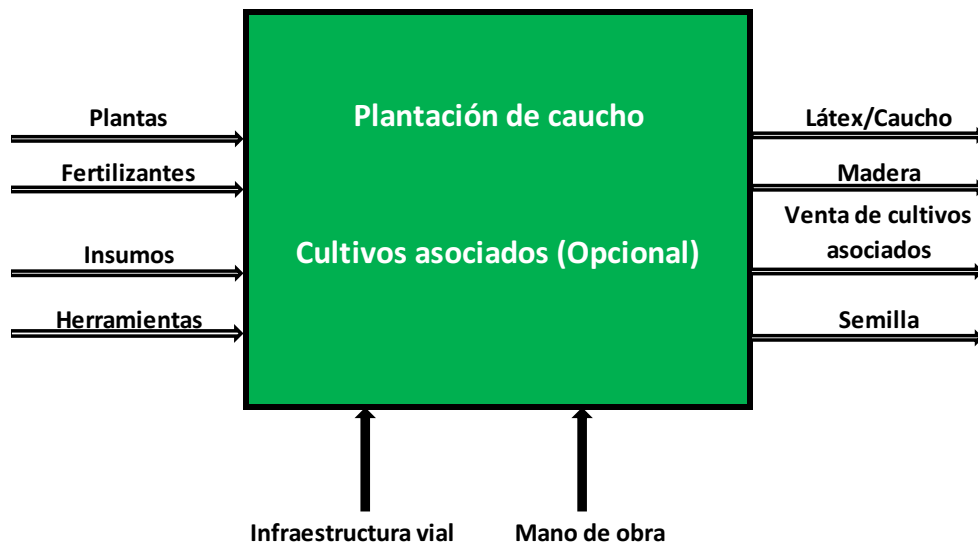 Plantas
Fertilizantes
Insumos
Herramientas
Plantación de caucho
Cultivos asociados (Opcional)
Látex/Caucho
Madera
Venta de cultivos
asociados
Semilla
Infraestructura vial
Mano de obra